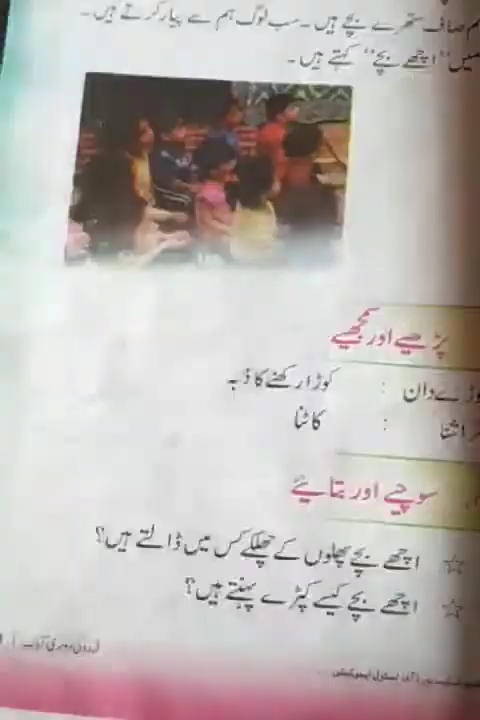 ہم صاف ستھرے بچے ہیں۔ سب لوگ ہم سے پیار کرتے ہیں۔
ہمیں "اچھے بچے" کہتے ہیں۔
پڑھیے اور سمجھیے
کوڑے دان : کوڑا رکھنے کا ڈبہ
تراشنا : کاٹنا
سوچیے اور بتائیے
☆ اچھے بچے پھلوں کے چھلکے کس میں ڈالتے ہیں؟
☆ اچھے بچے کیسے کپڑے پہنتے ہیں؟